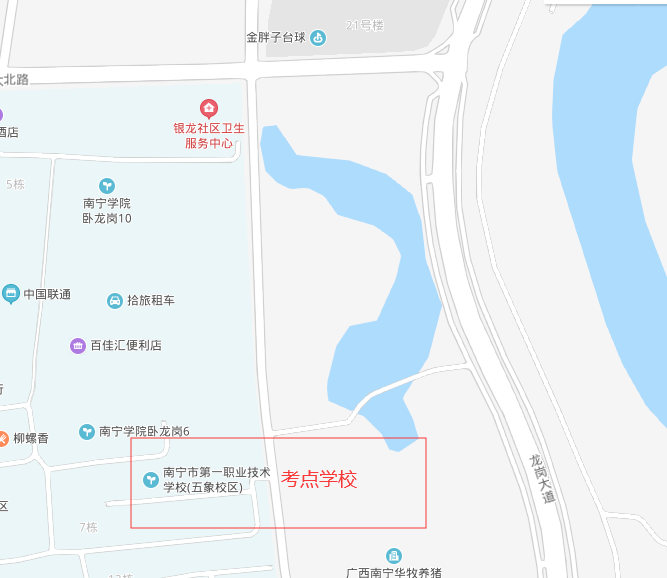 21号楼
金胖子台球
北路
银龙社区卫生
服务中心
酒店
5栋
南宁学院
卧龙岗10
中国联通
拾旅租车
百佳汇便利店
柳螺香
南宁学院卧龙岗6
南宁市第一职业技术
学校(五象校区)
考点学校
龙岗大道
区
7栋
广西南宁华牧养猪